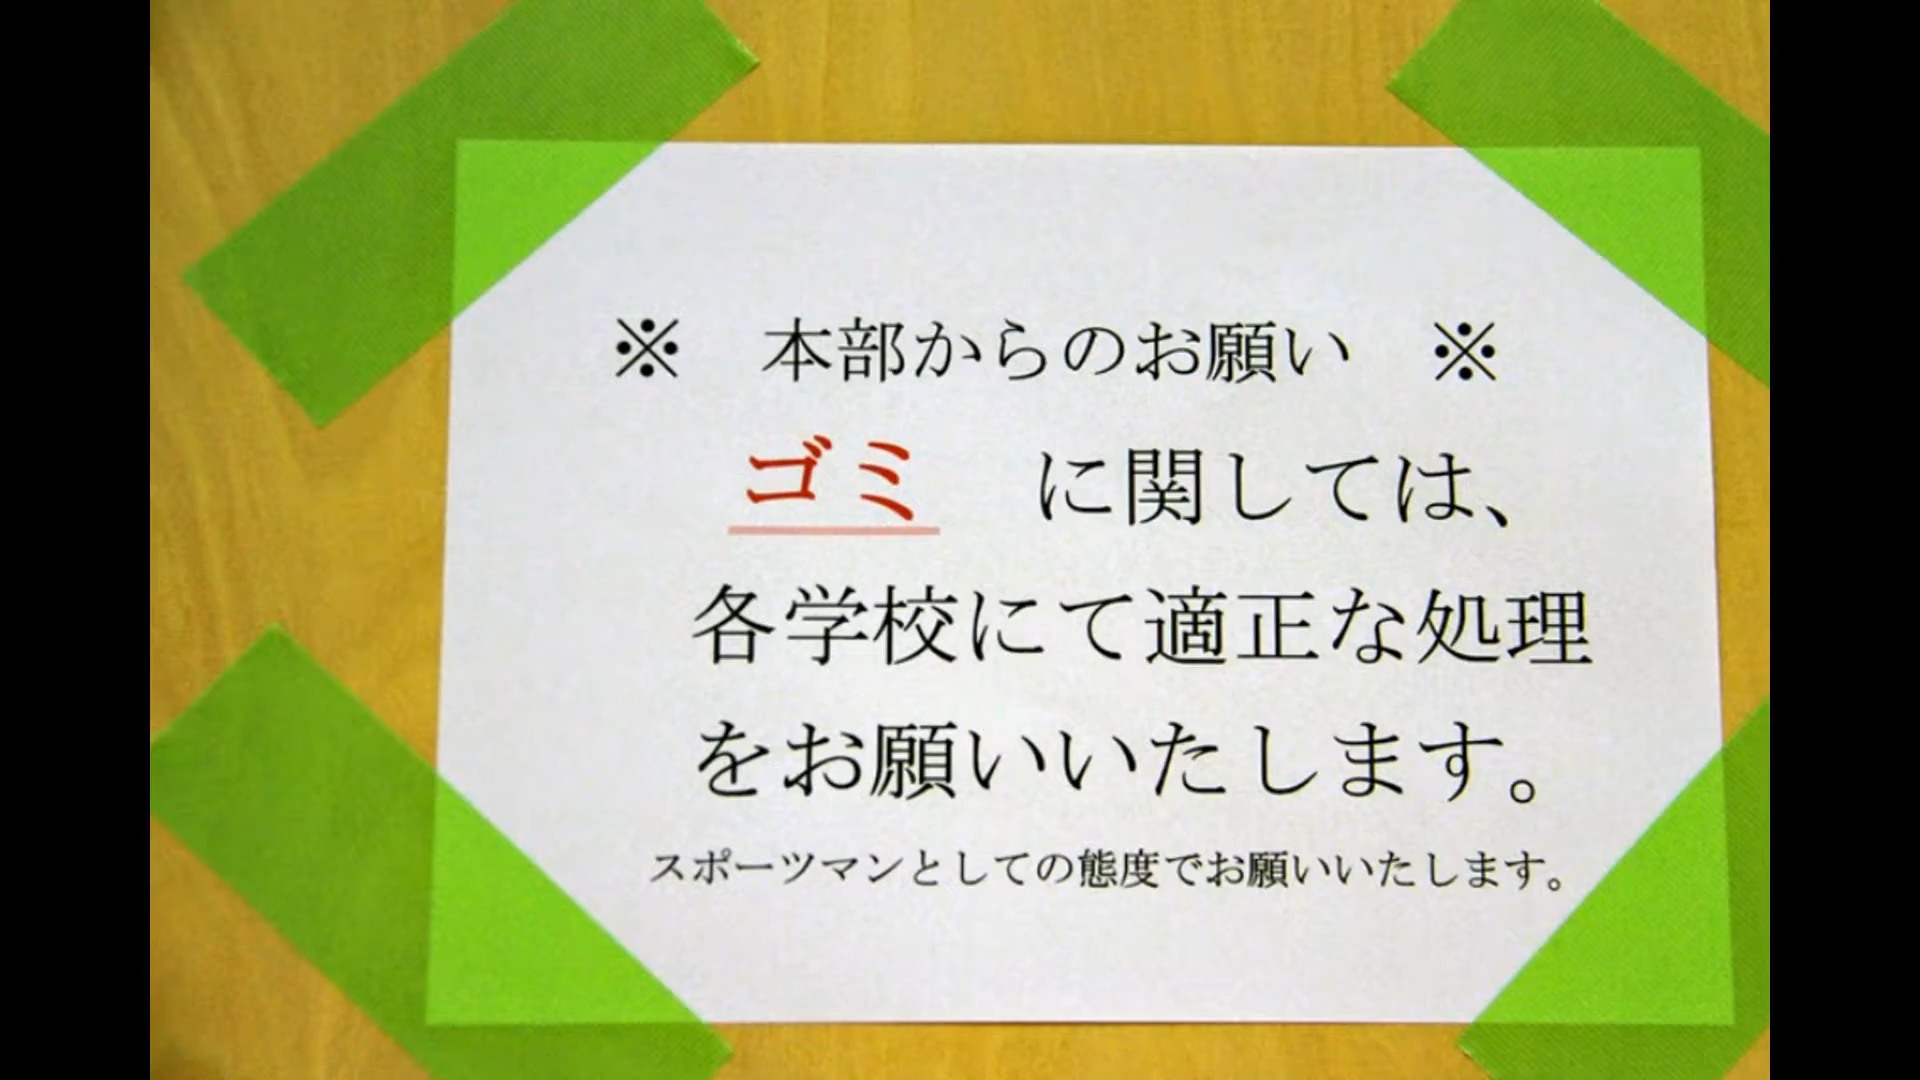 ※　本部からのお願い　※
ゴミ　に関しては、
各学校にて適正な処理
をお願いいたします。
スポーツマンとしての態度でお願いいたします。